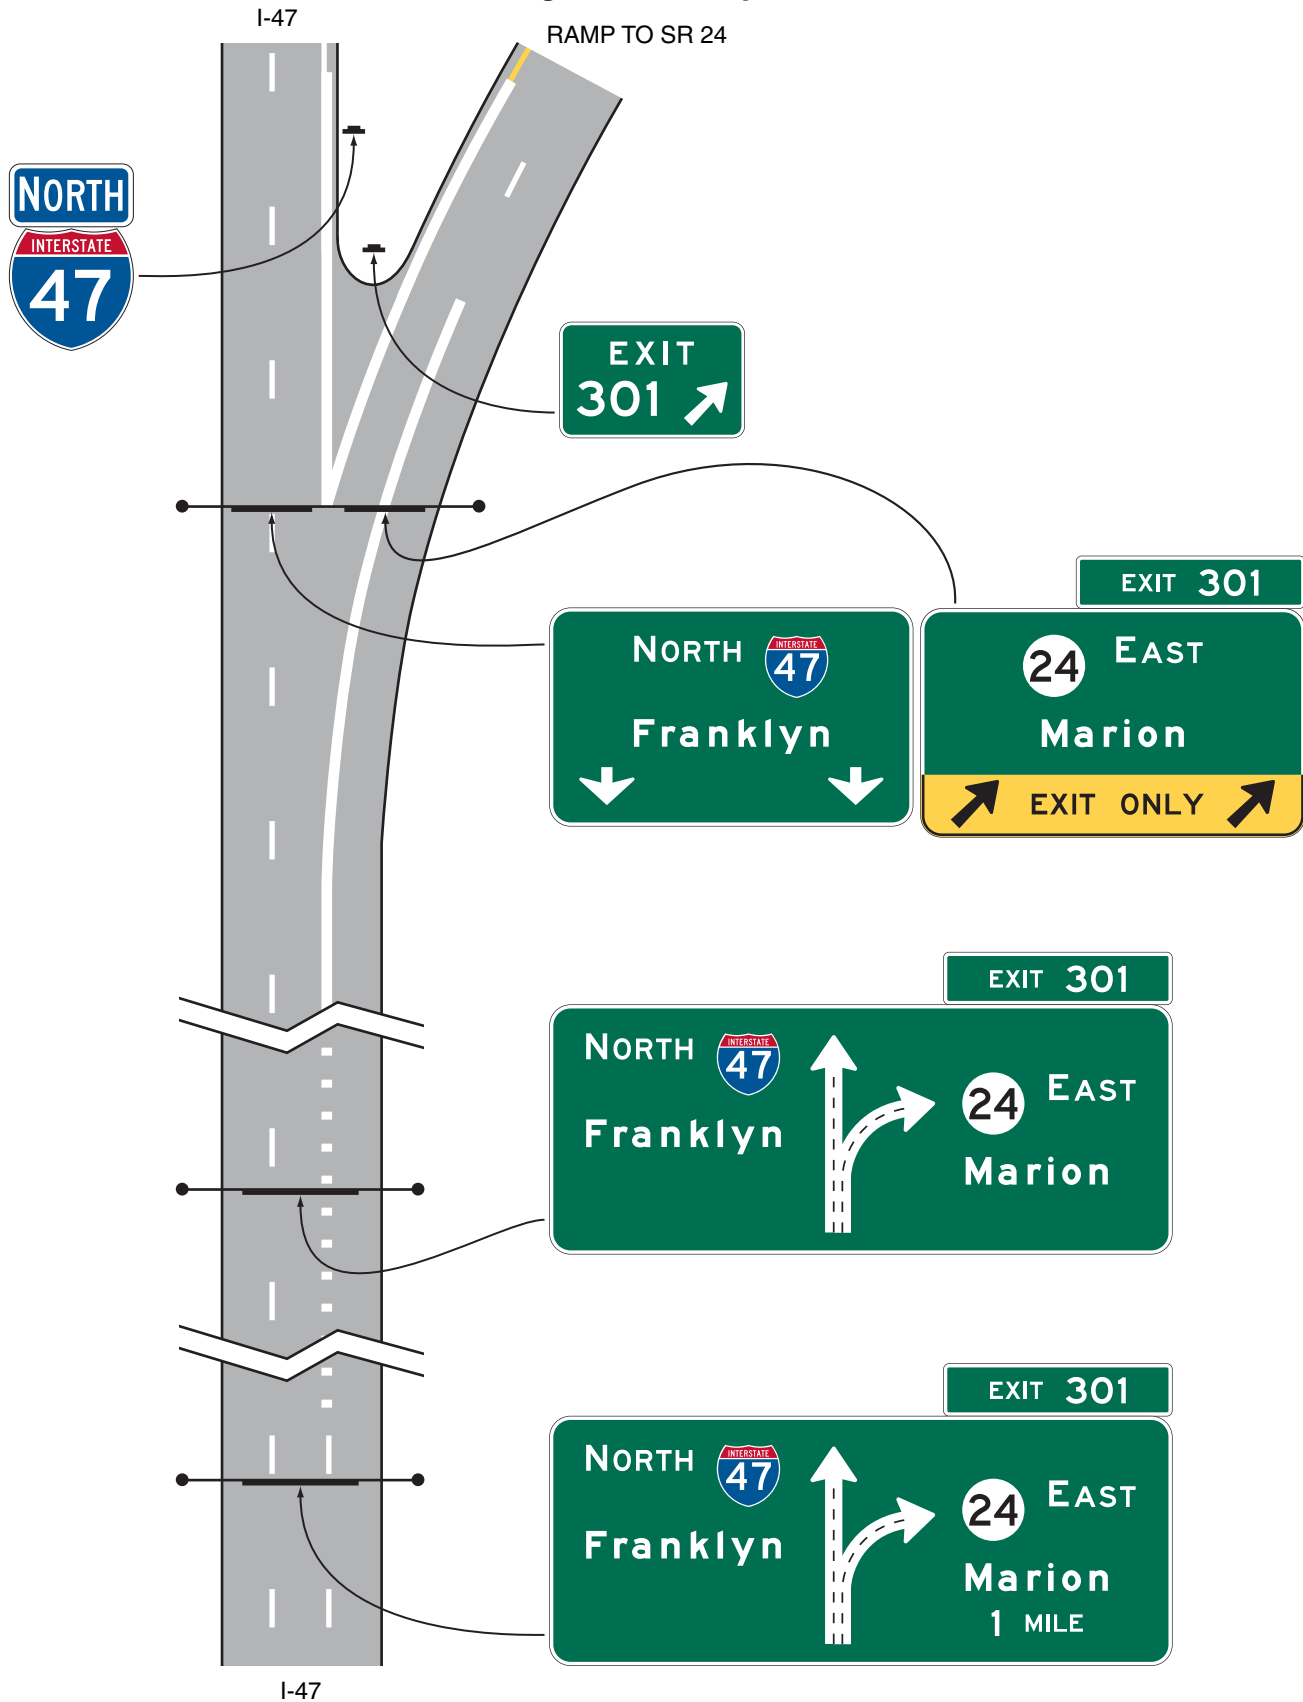 I-47
RAMP TO SR 24
NORTH
INTERSTATE
47
EXIT
301
EXIT 301
NORTH INTERSTATE 47
Franklyn
24 EAST
Marion
EXIT ONLY
EXIT 301
NORTH INTERSTATE 47
Franklyn
24 EAST
Marion
EXIT 301
NORTH INTERSTATE 47
Franklyn
24 EAST
Marion
1 MILE
I-47